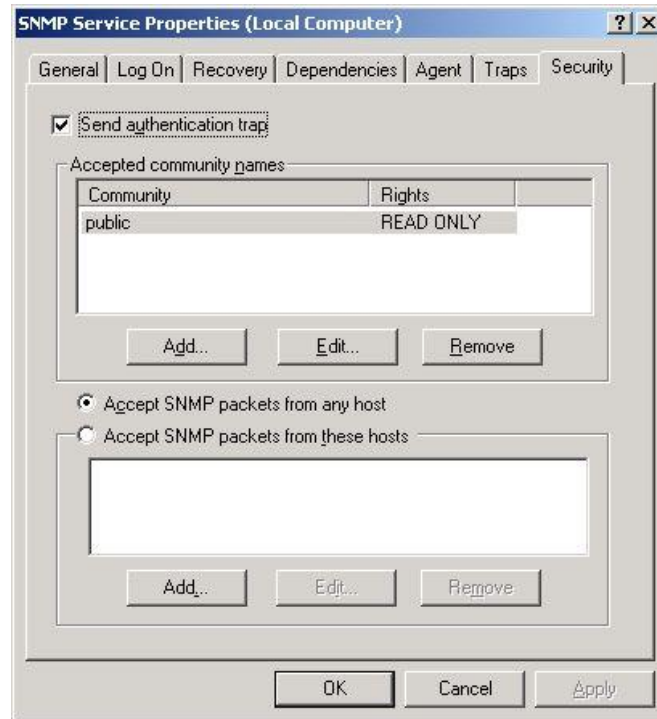 SNMP Service Properties (Local Computer)
General Log On Recovery Dependencies Agent Traps Security
Send authentication trap
Accepted community names
Community Rights
public READ ONLY
Add... Edit... Remove
Accept SNMP packets from any host
Accept SNMP packets from these hosts
Add... Edit... Remove
OK Cancel Apply